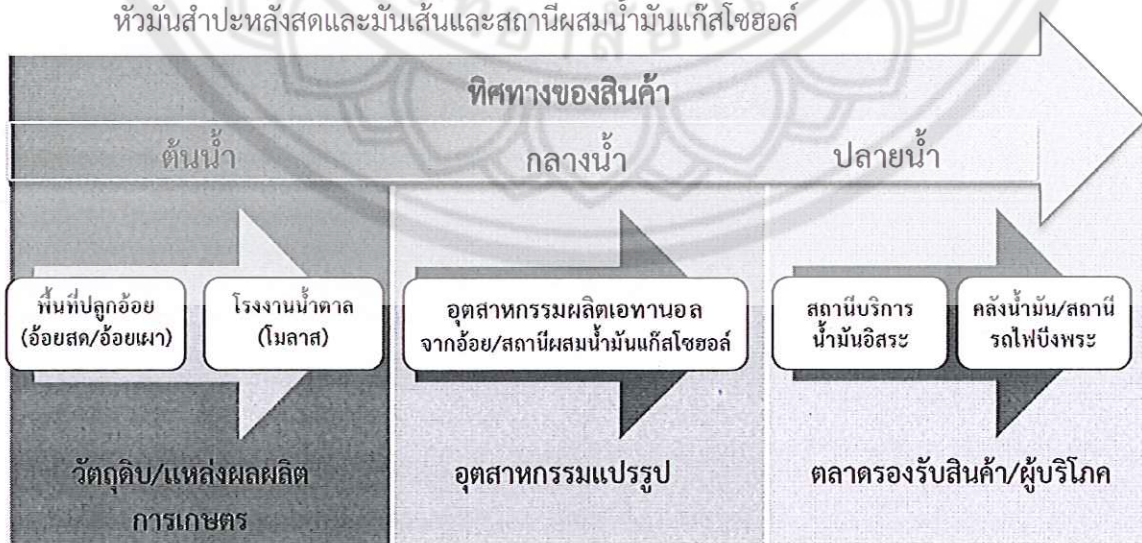 หัวมันสำปะหลังสดและมันเส้นและสถานีผสมน้ำมันแก๊สโซฮอล์
ทิศทางของสินค้า
ต้นน้ำ
กลางน้ำ
ปลายน้ำ
พื้นที่ปลูกอ้อย
(อ้อยสด/อ้อยเผา)
โรงงานน้ำตาล
(โมลาส)
อุตสาหกรรมผลิตเอทานอล
จากอ้อย/สถานีผสมน้ำมันแก๊สโซฮอล์
สถานีบริการ
น้ำมันอิสระ
คลังน้ำมัน/สถานี
รถไฟบึงพระ
วัตถุดิบ/แหล่งผลผลิต
การเกษตร
อุตสาหกรรมแปรรูป
ตลาดรองรับสินค้า/ผู้บริโภค